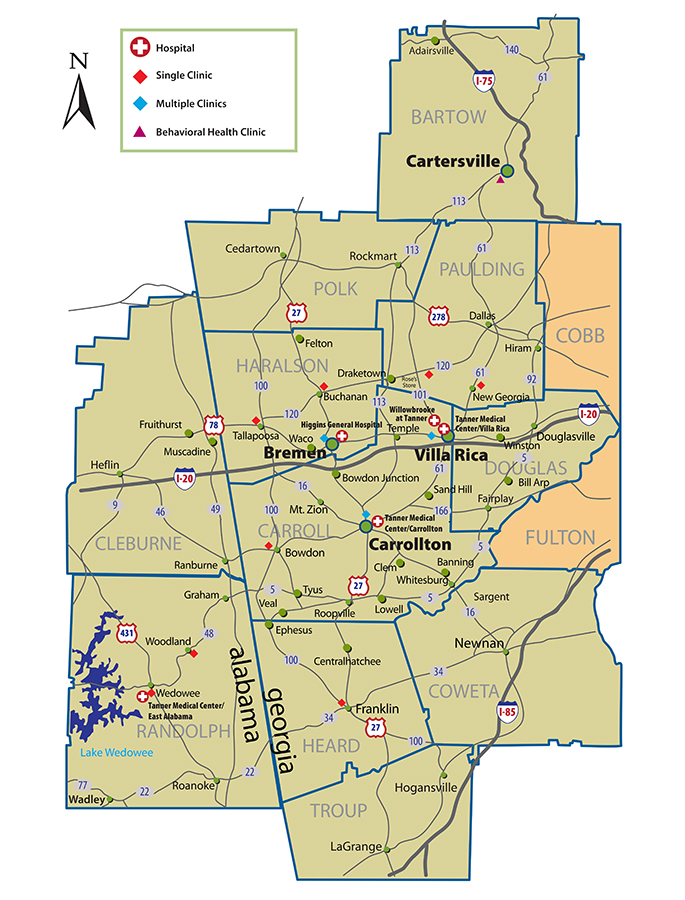 N
Hospital
Single Clinic
Multiple Clinics
Behavioral Health Clinic
Adairsville
140
I-75
61
BARTOW
Cartersville
113
Cedartown
Rockmart
113
61
PAULDING
POLK
27
278
Dallas
COBB
Felton
Hiram
HARALSON
Draketown
120
Rose's
Store
61
92
100
Buchanan
113
101
New Georgia
120
Willowbrooke
at Tanner
Tanner Medical
Center/Villa Rica
I-20
Fruithurst
78
Tallapoosa
Higgins General Hospital
Waco
Temple
Winston
Douglasville
Muscadine
Bremen
Villa Rica
5
DOUGLAS
Heflin
I-20
Bowdon Junction
61
Bill Arp
16
Sand Hill
9
46
49
Mt. Zion
100
166
Fairplay
Tanner Medical
Center/Carrollton
CARROLL
FULTON
CLEBURNE
Carrollton
5
Bowdon
Ranburne
Clem
Banning
Whitesburg
27
Graham
5
Tyus
5
Sargent
Veal
Roopville
Lowell
16
431
48
Ephesus
Woodland
Newnan
100
Centralhatchee
34
alabama
georgia
Wedowee
Tanner Medical Center/
East Alabama
COWETA
Franklin
34
I-85
RANDOLPH
27
HEARD
100
Lake Wedowee
77
22
22
Roanoke
Hogansville
Wadley
TROUP
LaGrange